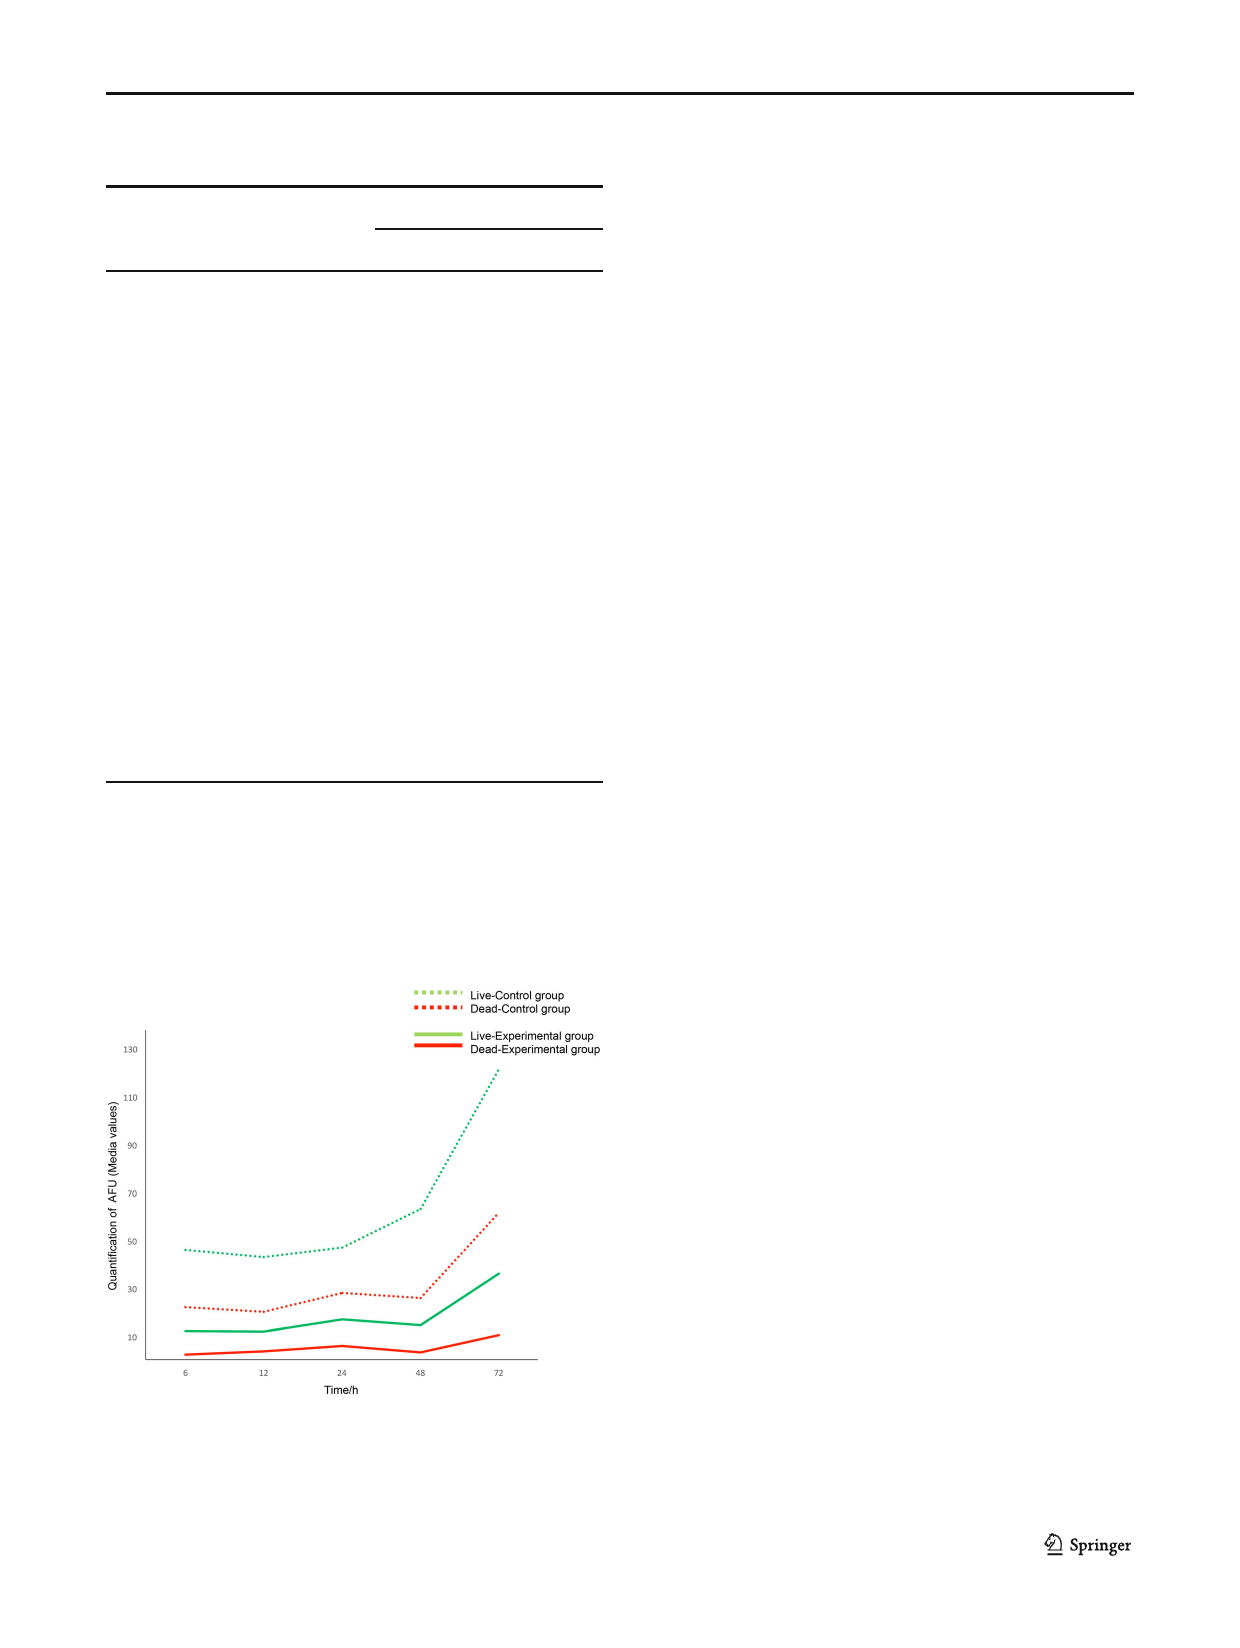 Live-Control group
Dead-Control group
Live-Experimental group
Dead-Experimental group
130
110
90
70
50
30
10
Quantification of AFU (Media values)
6 12 24 48 72
Time/h
Springer